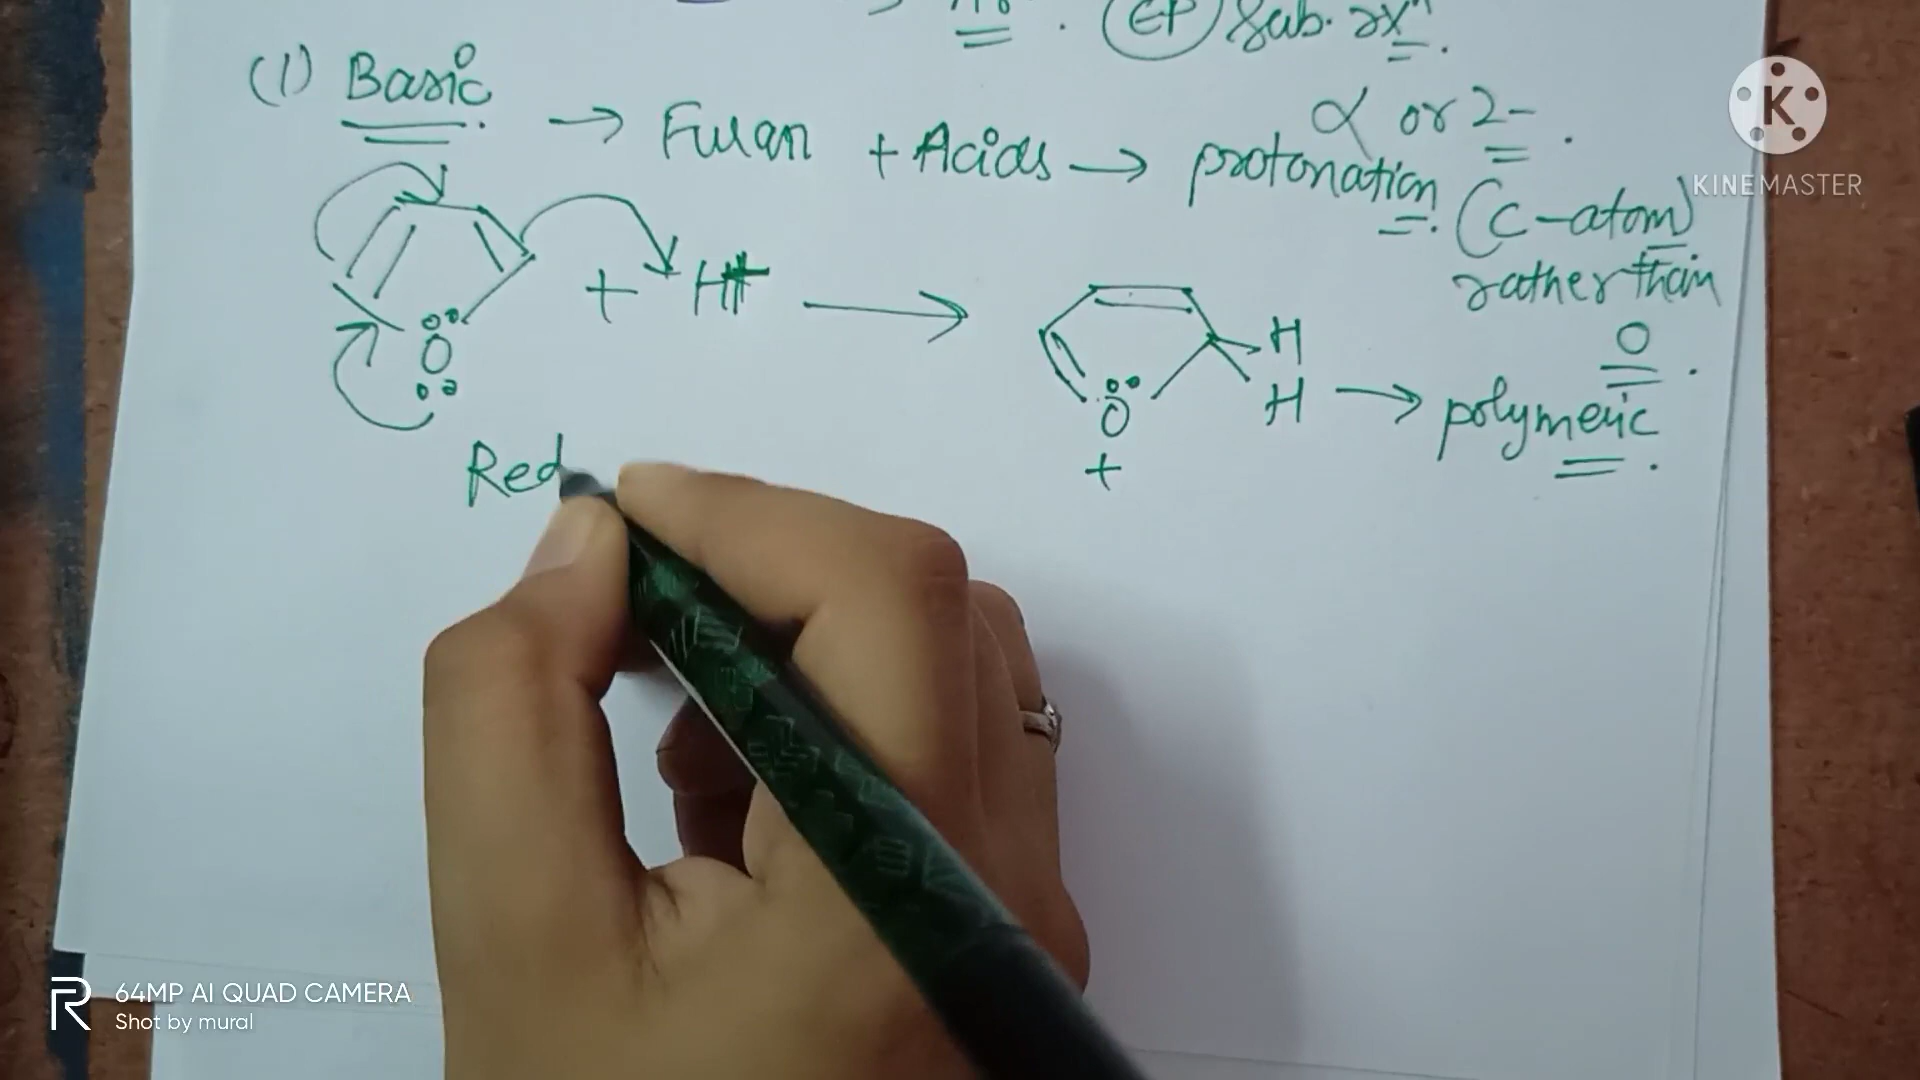 EP Sub. rxn.
(1) Basic
→ Furan + Acids → protonation
α or 2-.
(C-atom)
rather than
O
+ H+ →
O
O
+
H
H
→ polymeric
Red
K
KINEMASTER
64MP AI QUAD CAMERA
Shot by mural